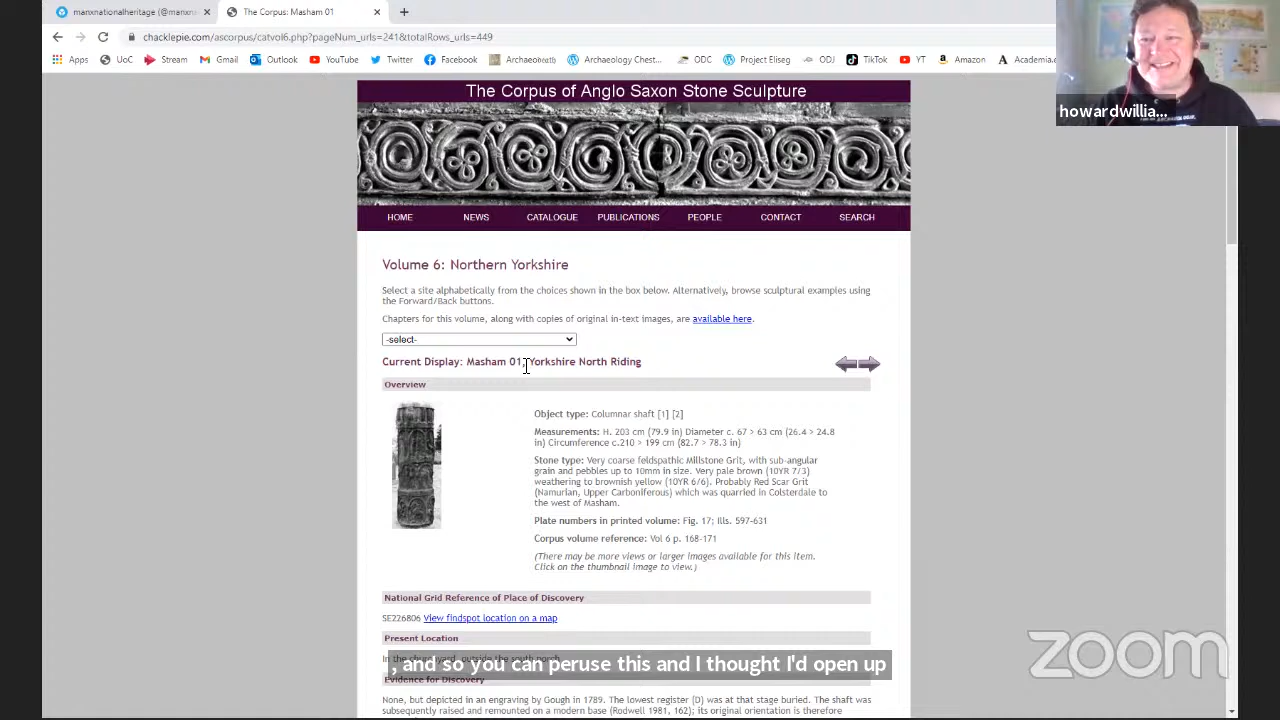 manxnationalheritage (@manxn
The Corpus: Masham 01
chacklepie.com/ascorpus/catvol6.php?pageNum_urls=241&totalRows_urls=449
Apps
UoC
Stream
Gmail
Outlook
YouTube
Twitter
Facebook
Archaeodeath
Archaeology Chest...
ODC
Project Eliseg
ODJ
TikTok
YT
Amazon
Academia.e
howardwillia...
The Corpus of Anglo Saxon Stone Sculpture
HOME NEWS CATALOGUE PUBLICATIONS PEOPLE CONTACT SEARCH
Volume 6: Northern Yorkshire
Select a site alphabetically from the choices shown in the box below. Alternatively, browse sculptural examples using
the Forward/Back buttons.
Chapters for this volume, along with copies of original in-text images, are available here.
-select-
Current Display: Masham 01, Yorkshire North Riding
Overview
Object type: Columnar shaft [1] [2]
Measurements: H. 203 cm (79.9 in) Diameter c. 67 > 63 cm (26.4 > 24.8
in) Circumference c.210 > 199 cm (82.7 > 78.3 in)
Stone type: Very coarse feldspathic Millstone Grit, with sub-angular
grain and pebbles up to 10mm in size. Very pale brown (10YR 7/3)
weathering to brownish yellow (10YR 6/6). Probably Red Scar Grit
(Namurian, Upper Carboniferous) which was quarried in Colsterdale to
the west of Masham.
Plate numbers in printed volume: Fig. 17; Ills. 597-631
Corpus volume reference: Vol 6 p. 168-171
(There may be more views or larger images available for this item.
Click on the thumbnail image to view.)
National Grid Reference of Place of Discovery
SE226806 View findspot location on a map
Present Location
In the churchyard, outside the south porch
, and so you can peruse this and I thought I'd open up
Evidence for Discovery
None, but depicted in an engraving by Gough in 1789. The lowest register (D) was at that stage buried. The shaft was
subsequently raised and remounted on a modern base (Rodwell 1981, 162); its original orientation is therefore
zoom